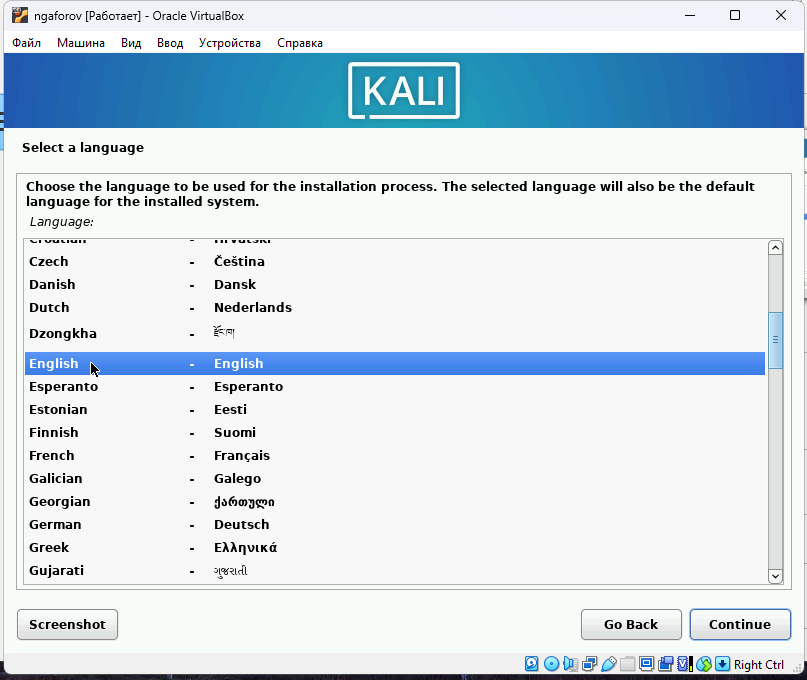 ngaforov [Работает] - Oracle VirtualBox
Файл Машина Вид Ввод Устройства Справка
KALI
Select a language
Choose the language to be used for the installation process. The selected language will also be the default
language for the installed system.
Language:
Croatian - Hrvatski
Czech - Čeština
Danish - Dansk
Dutch - Nederlands
Dzongkha - རྫོང་ཁ།
English - English
Esperanto - Esperanto
Estonian - Eesti
Finnish - Suomi
French - Français
Galician - Galego
Georgian - ქართული
German - Deutsch
Greek - Ελληνικά
Gujarati - ગુજરાતી
Screenshot Go Back Continue
Right Ctrl